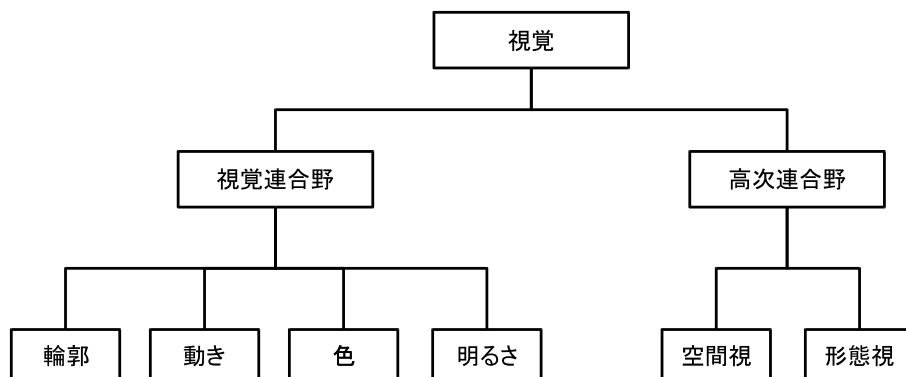 視覚
視覚連合野
高次連合野
輪郭
動き
色
明るさ
空間視
形態視